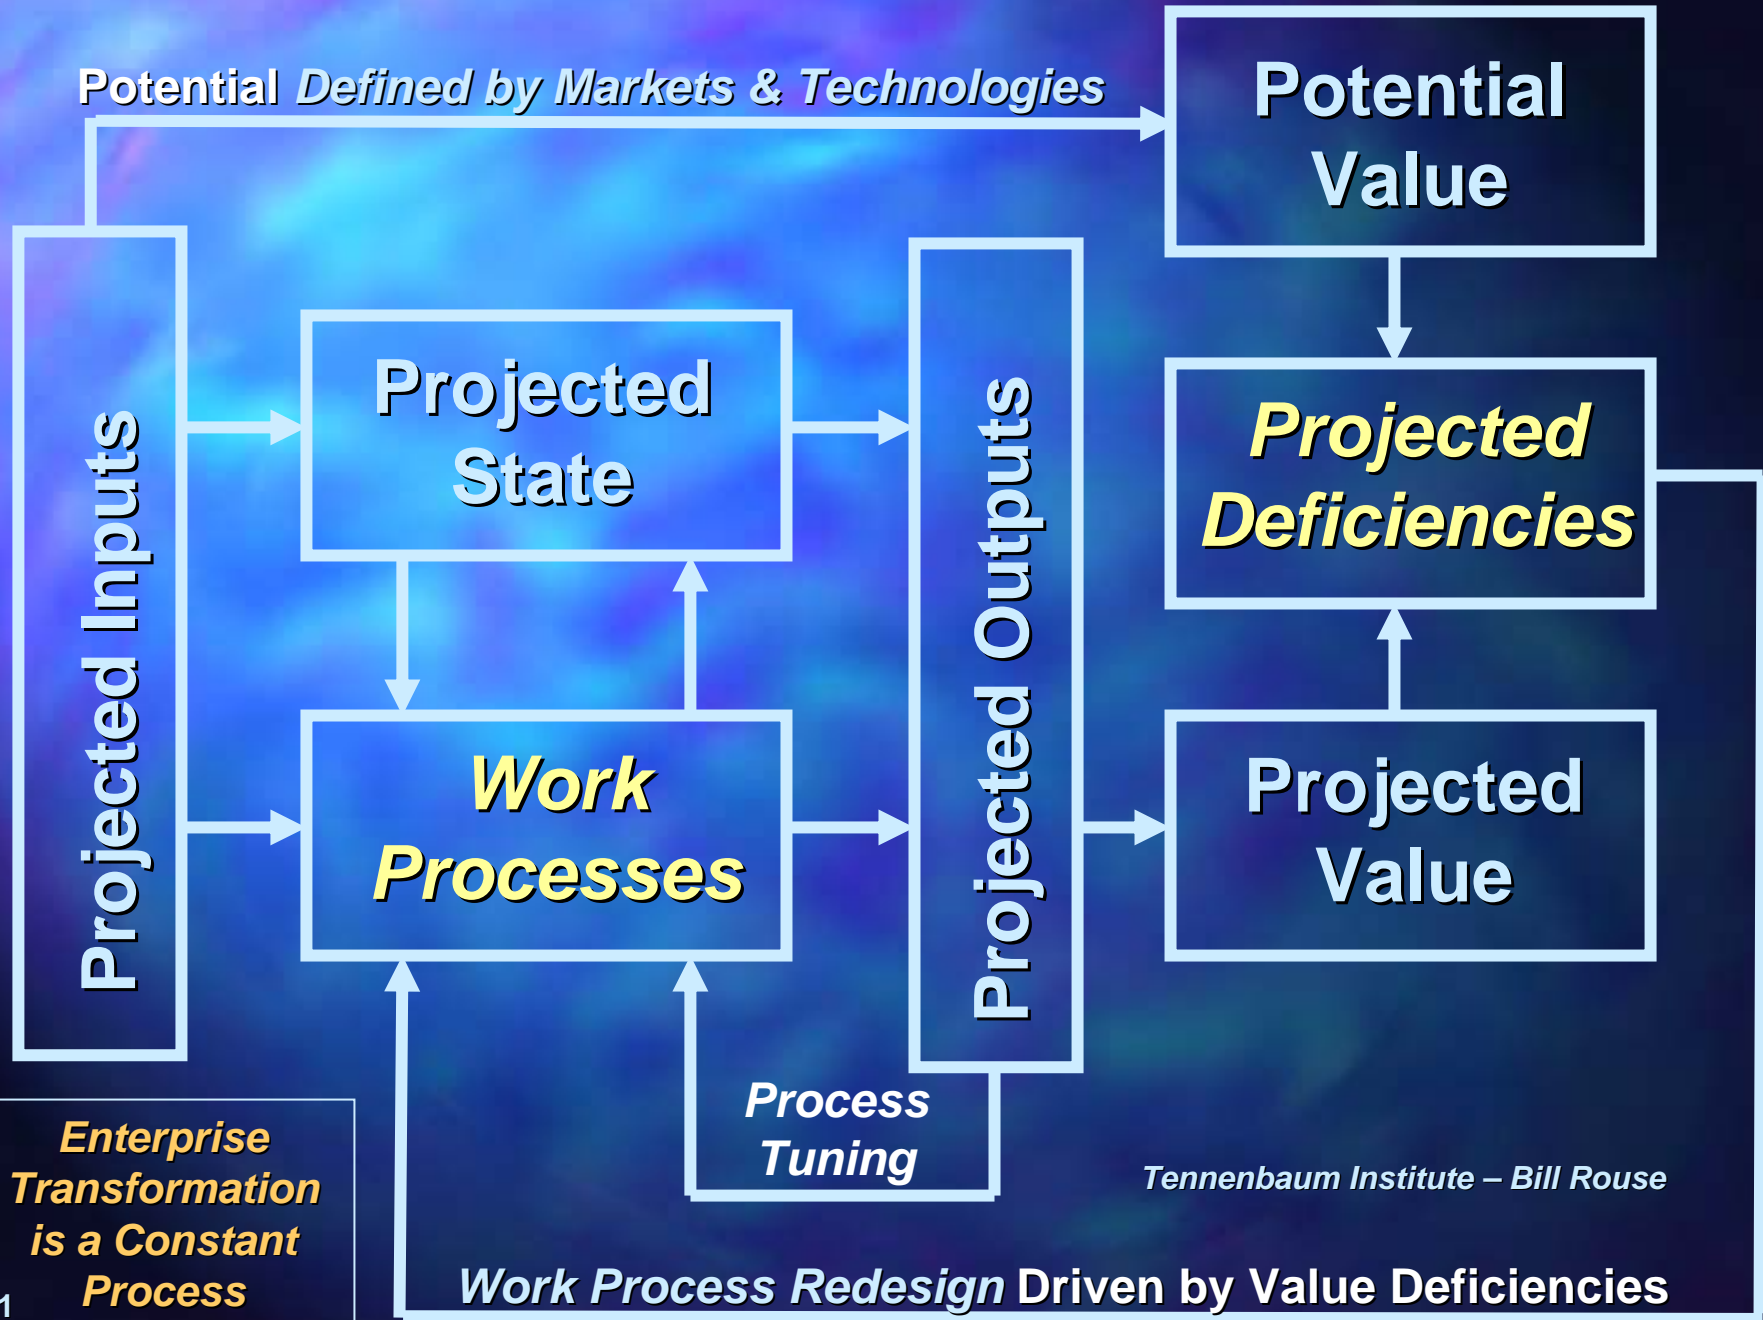 Potential Defined by Markets & Technologies
Potential
Value
Projected Inputs
Projected
State
Projected Outputs
Projected
Deficiencies
Work
Processes
Projected
Value
Process
Tuning
Enterprise
Transformation
is a Constant
Process
Tennenbaum Institute – Bill Rouse
Work Process Redesign Driven by Value Deficiencies
1